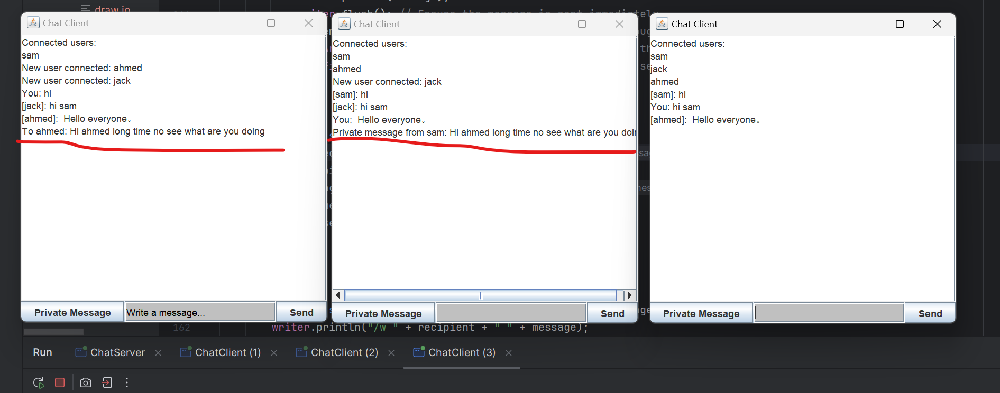 draw.io
writer.flush(); // Ensure the message is sent immediately
Chat Client
Connected users:
sam
New user connected: ahmed
New user connected: jack
You: hi
[jack]: hi sam
[ahmed]:  Hello everyone。
To ahmed: Hi ahmed long time no see what are you doing
Private Message
Write a message...
Send
Chat Client
Connected users:
sam
ahmed
New user connected: jack
[sam]: hi
[jack]: hi sam
You:  Hello everyone。
Private message from sam: Hi ahmed long time no see what are you doin
Private Message
Send
Chat Client
Connected users:
sam
jack
ahmed
[sam]: hi
You: hi sam
[ahmed]:  Hello everyone。
Private Message
Send
162 writer.println("/w " + recipient + " " + message);
Run ChatServer ChatClient (1) ChatClient (2) ChatClient (3)